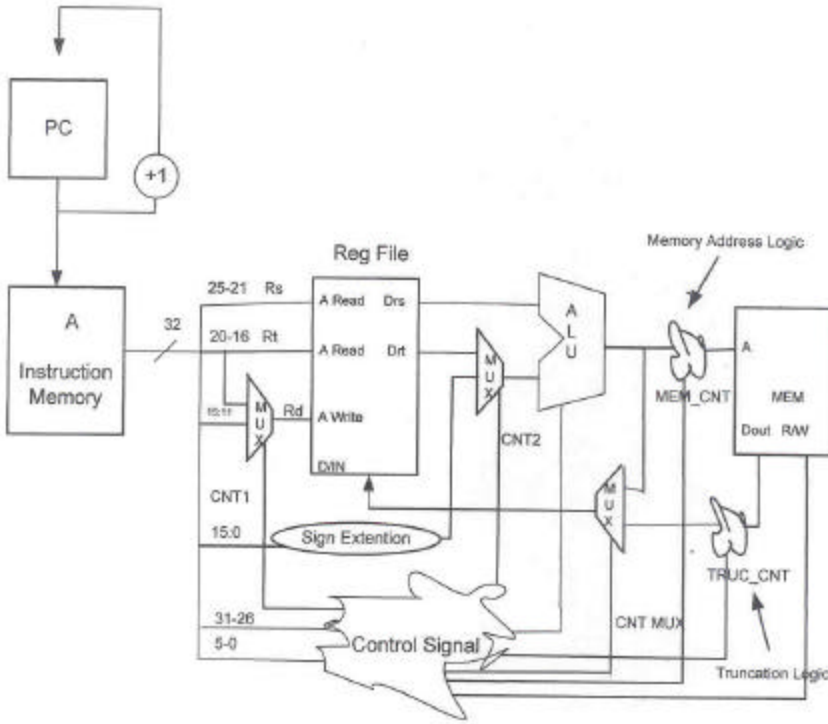 PC
+1
Memory Address Logic
Reg File
25-21 Rs
A Read Drs
A
L
U
A
32
20-16 Rt
A Read Drt
M
U
X
A
Instruction
Memory
MEM_CNT
MEM
15:11
M
U
X
Rd
A Write
Dout R/W
CNT2
D/IN
CNT1
M
U
X
15:0
Sign Extention
TRUC_CNT
31-26
CNT MUX
5-0
Control Signal
Truncation Logic